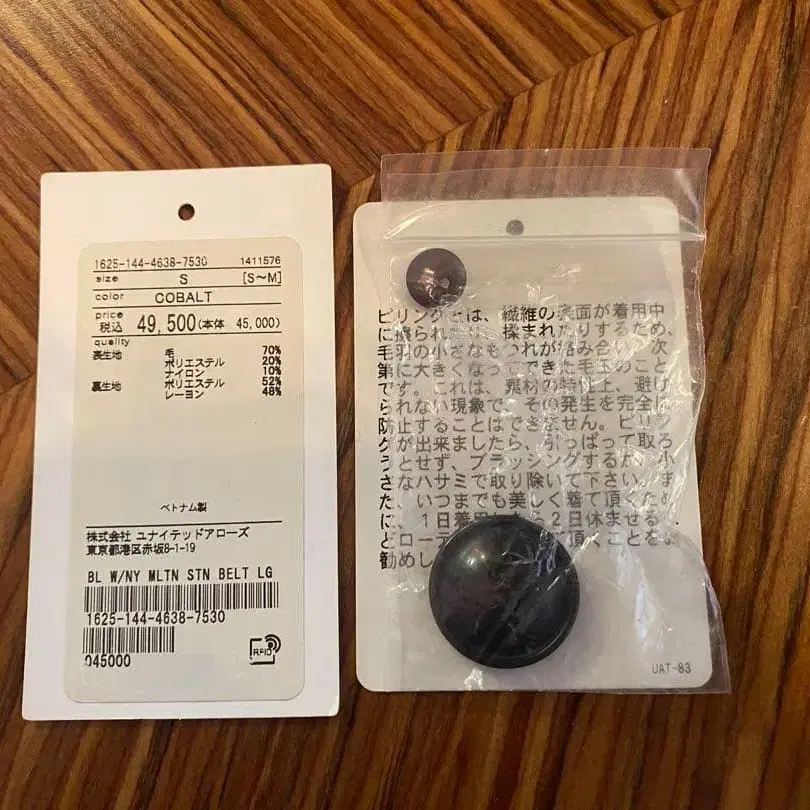 1625-144-4638-7530 1411576
size S [S~M]
color COBALT
price
税込 49,500(本体 45,000)
quality
表生地 毛 70%
ポリエステル 20%
ナイロン 10%
裏生地 ポリエステル 52%
レーヨン 48%
ベトナム製
株式会社 ユナイテッドアローズ
東京都港区赤坂8-1-19
BL W/NY MLTN STN BELT LG
1625-144-4638-7530
045000
RFID
ピリングとは、繊維の表面が着用中
に擦られたり、揉まれたりするため、
毛羽の小さなもつれが絡み合い、次
第に大きくなってできた毛玉のこと
です。これは、素材の特性上、避け
られない現象で、その発生を完全に
防止することはできません。ピリン
グが出来ましたら、引っぱって取ろ
うとせず、ブラッシングするか、小
さなハサミで取り除いて下さい。ま
た、いつまでも美しく着て頂くため
に、1日着用 2日休ませる
どローテ 頂くことをお
勧めし
UAT-83